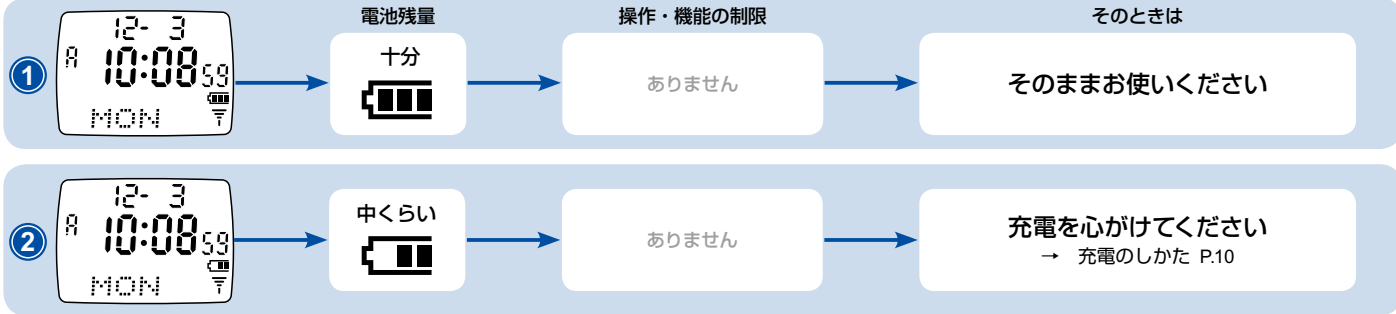 電池残量
操作・機能の制限
そのときは
1
12- 3
A 10:08 59
MON
十分
ありません
そのままお使いください
2
12- 3
A 10:08 59
MON
中くらい
ありません
充電を心がけてください
→ 充電のしかた P.10